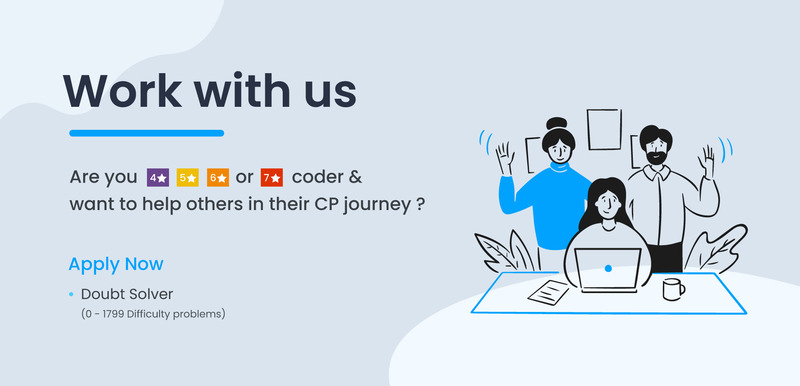 Work with us
Are you 4★ 5★ 6★ or 7★ coder &
want to help others in their CP journey ?
Apply Now
• Doubt Solver
(0 - 1799 Difficulty problems)